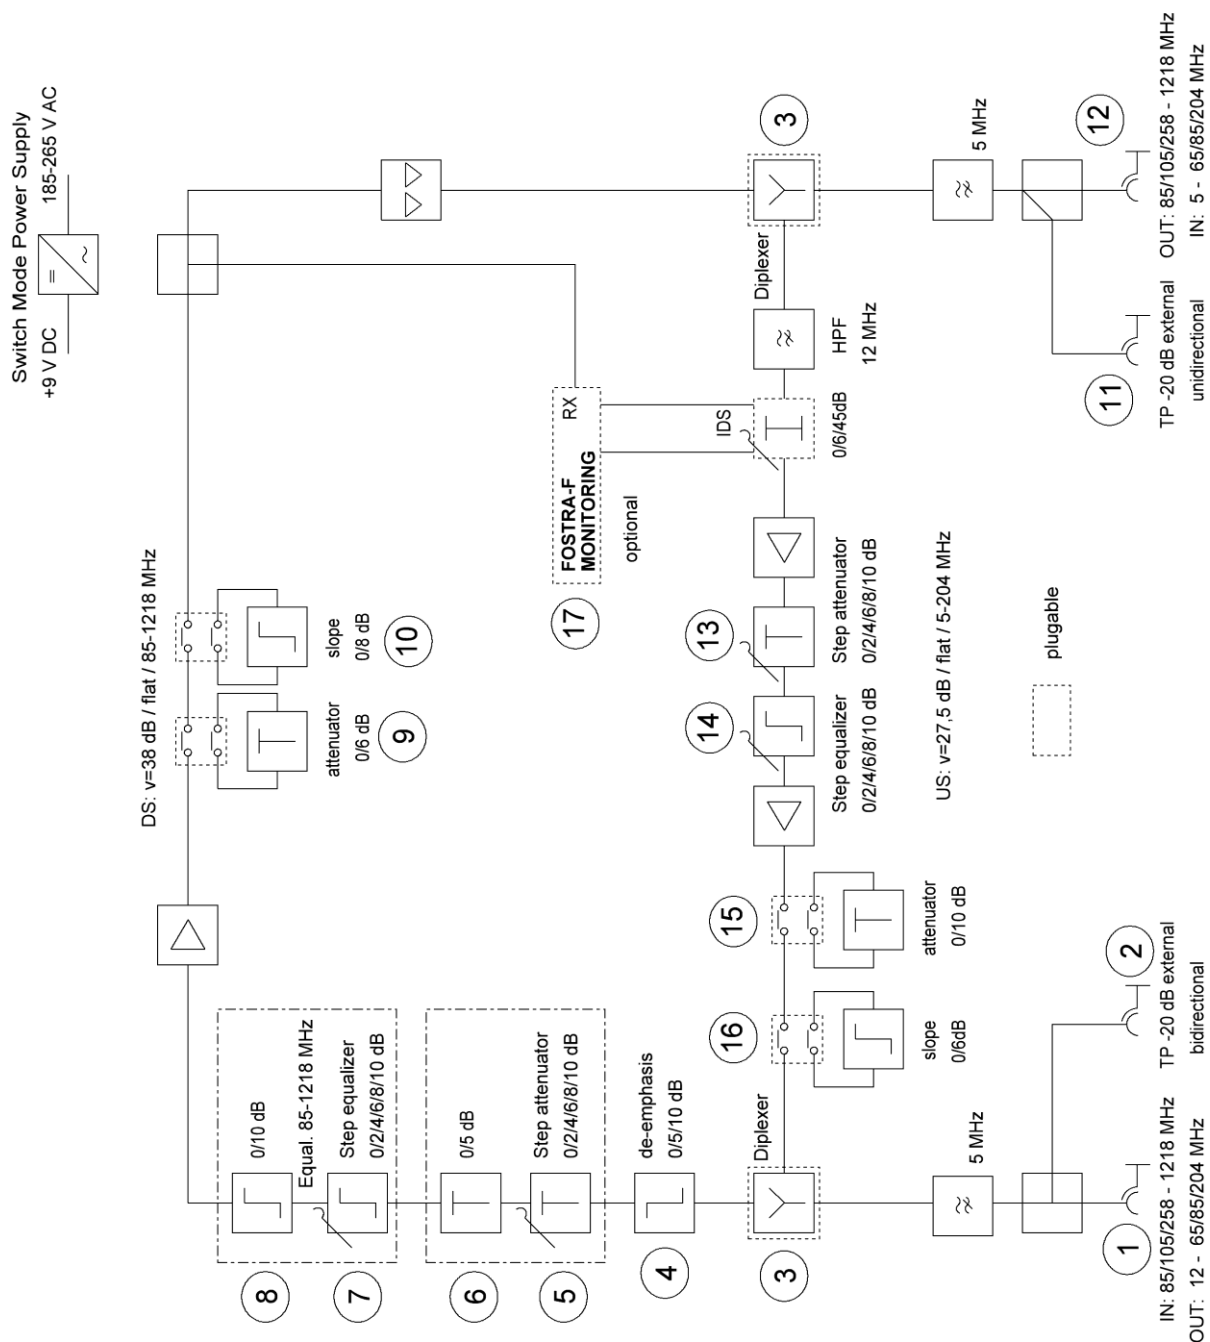 Switch Mode Power Supply
+9 V DC
185-265 V AC
=
~
DS: v=38 dB / flat / 85-1218 MHz
8
0/10 dB
Equal. 85-1218 MHz
7
Step equalizer
0/2/4/6/8/10 dB
6
0/5 dB
5
Step attenuator
0/2/4/6/8/10 dB
4
de-emphasis
0/5/10 dB
3
Diplexer
5 MHz
1
IN: 85/105/258 - 1218 MHz
OUT: 12 - 65/85/204 MHz
2
TP -20 dB external
bidirectional
attenuator
0/6 dB
9
slope
0/8 dB
10
17
FOSTRA-F
MONITORING
RX
optional
16
slope
0/6dB
15
attenuator
0/10 dB
14
Step equalizer
0/2/4/6/8/10 dB
13
Step attenuator
0/2/4/6/8/10 dB
IDS
0/6/45dB
HPF
12 MHz
Diplexer
3
US: v=27,5 dB / flat / 5-204 MHz
plugable
5 MHz
11
TP -20 dB external
unidirectional
12
OUT: 85/105/258 - 1218 MHz
IN: 5 - 65/85/204 MHz